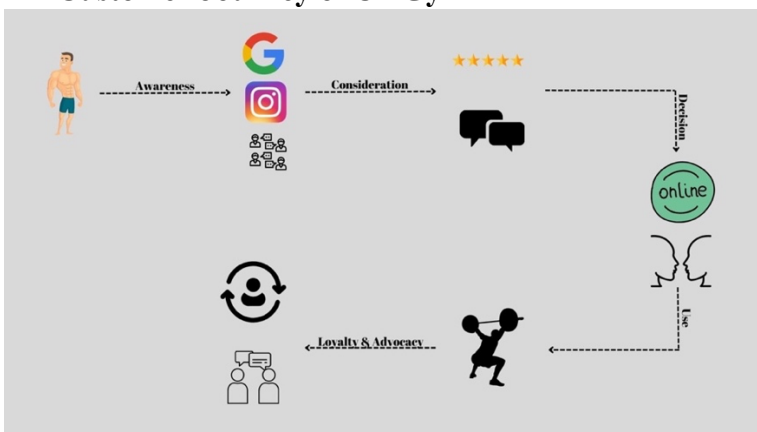 Awareness
Consideration
Decision
online
Use
Loyalty & Advocacy